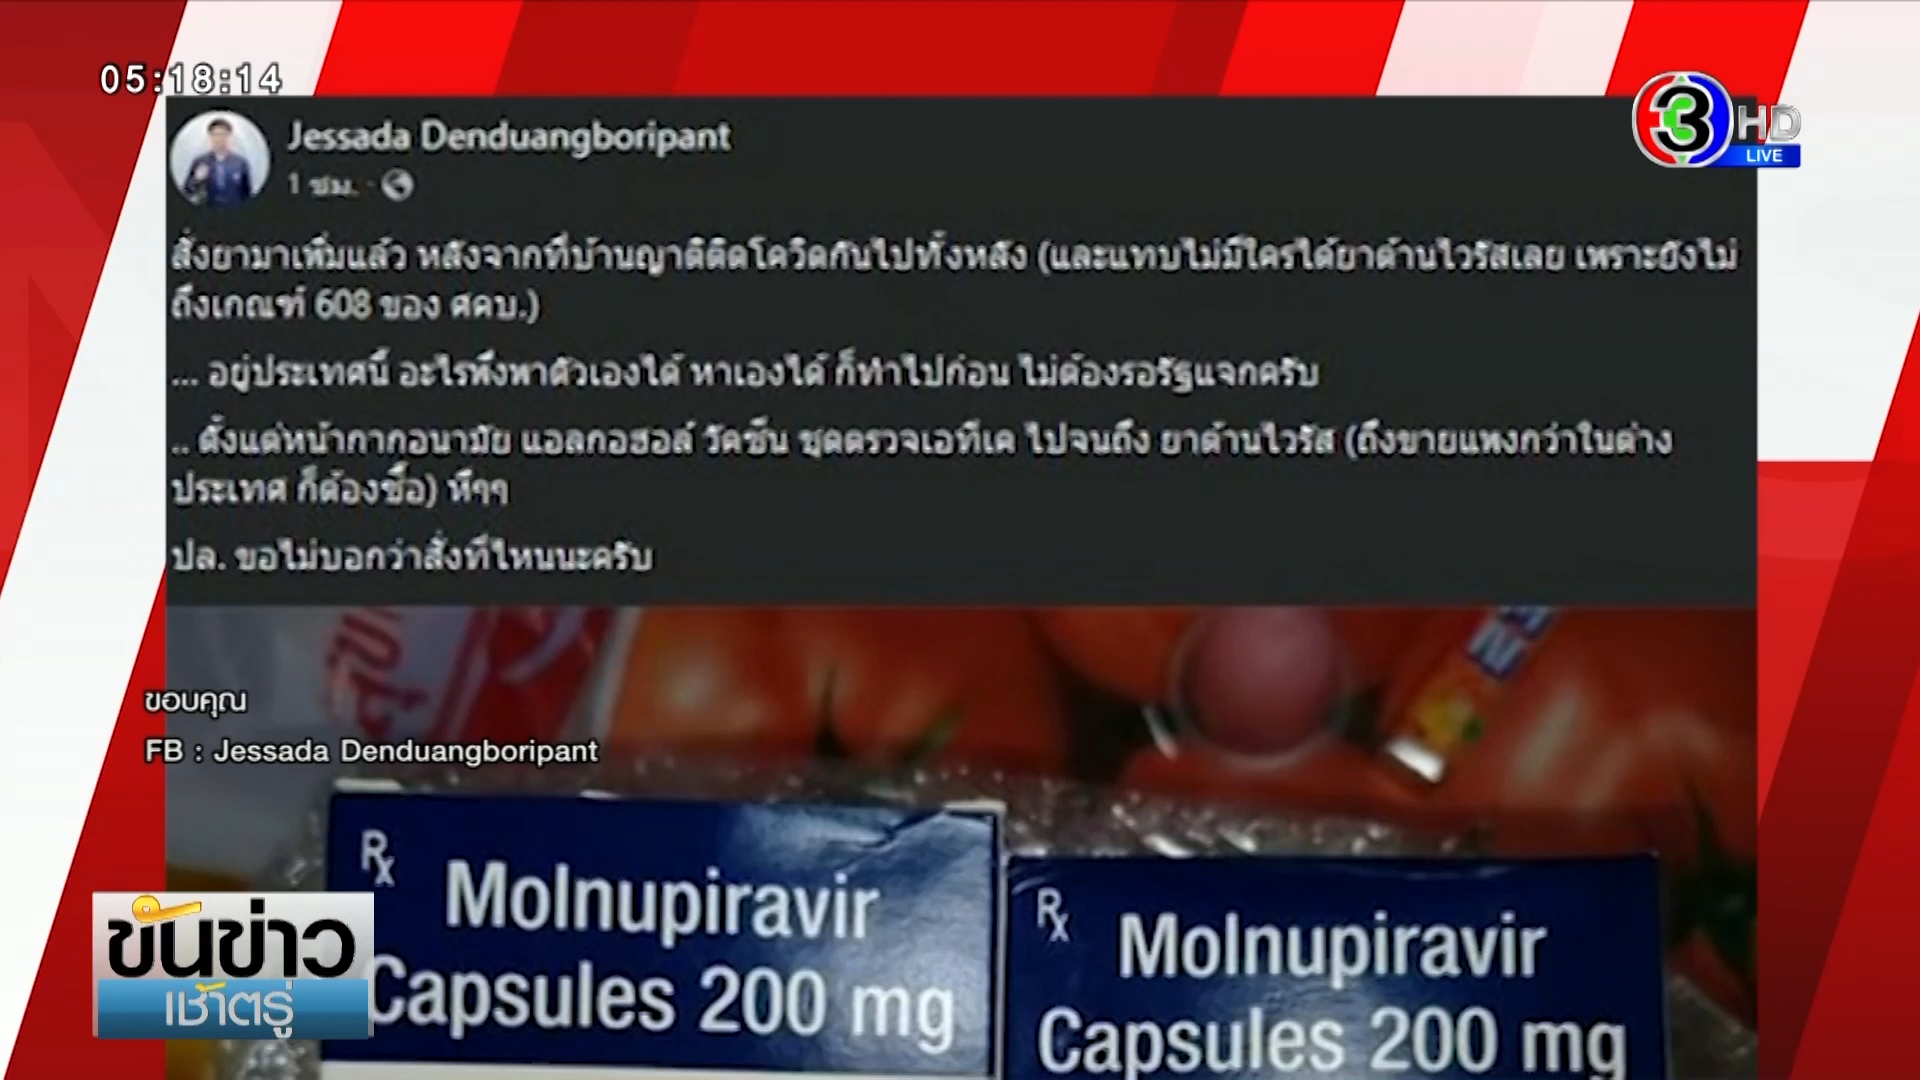 05:18:14
3 HD
LIVE
Jessada Denduangboripant
1 ชม.
สั่งยามาเพิ่มแล้ว หลังจากที่บ้านญาติติดโควิดกันไปทั้งหลัง (และแทบไม่มีใครได้ยาต้านไวรัสเลย เพราะยังไม่
ถึงเกณฑ์ 608 ของ ศคบ.)
... อยู่ประเทศนี้ อะไรพึ่งพาตัวเองได้ หาเองได้ ก็ทำไปก่อน ไม่ต้องรอรัฐแจกครับ
.. ตั้งแต่หน้ากากอนามัย แอลกอฮอล์ วัคซีน ชุดตรวจเอทีเค ไปจนถึง ยาต้านไวรัส (ถึงขายแพงกว่าในต่าง
ประเทศ ก็ต้องซื้อ) หึๆๆ
ปล. ขอไม่บอกว่าสั่งที่ไหนนะครับ
ขอบคุณ
FB : Jessada Denduangboripant
Rx Molnupiravir
Capsules 200 mg
Rx Molnupiravir
Capsules 200 mg
ขันข่าว
เช้าตรู่